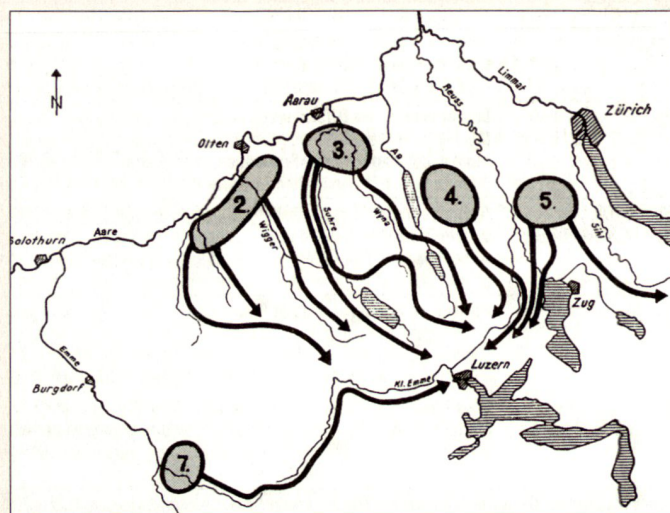 Limmat
Reuss
Aarau
Zürich
Olten
N
3.
Aa
4.
5.
2.
Suhre
Wyna
Wigger
Sihl
Solothurn
Aare
Zug
Emme
Luzern
Kl. Emme
Burgdorf
7.